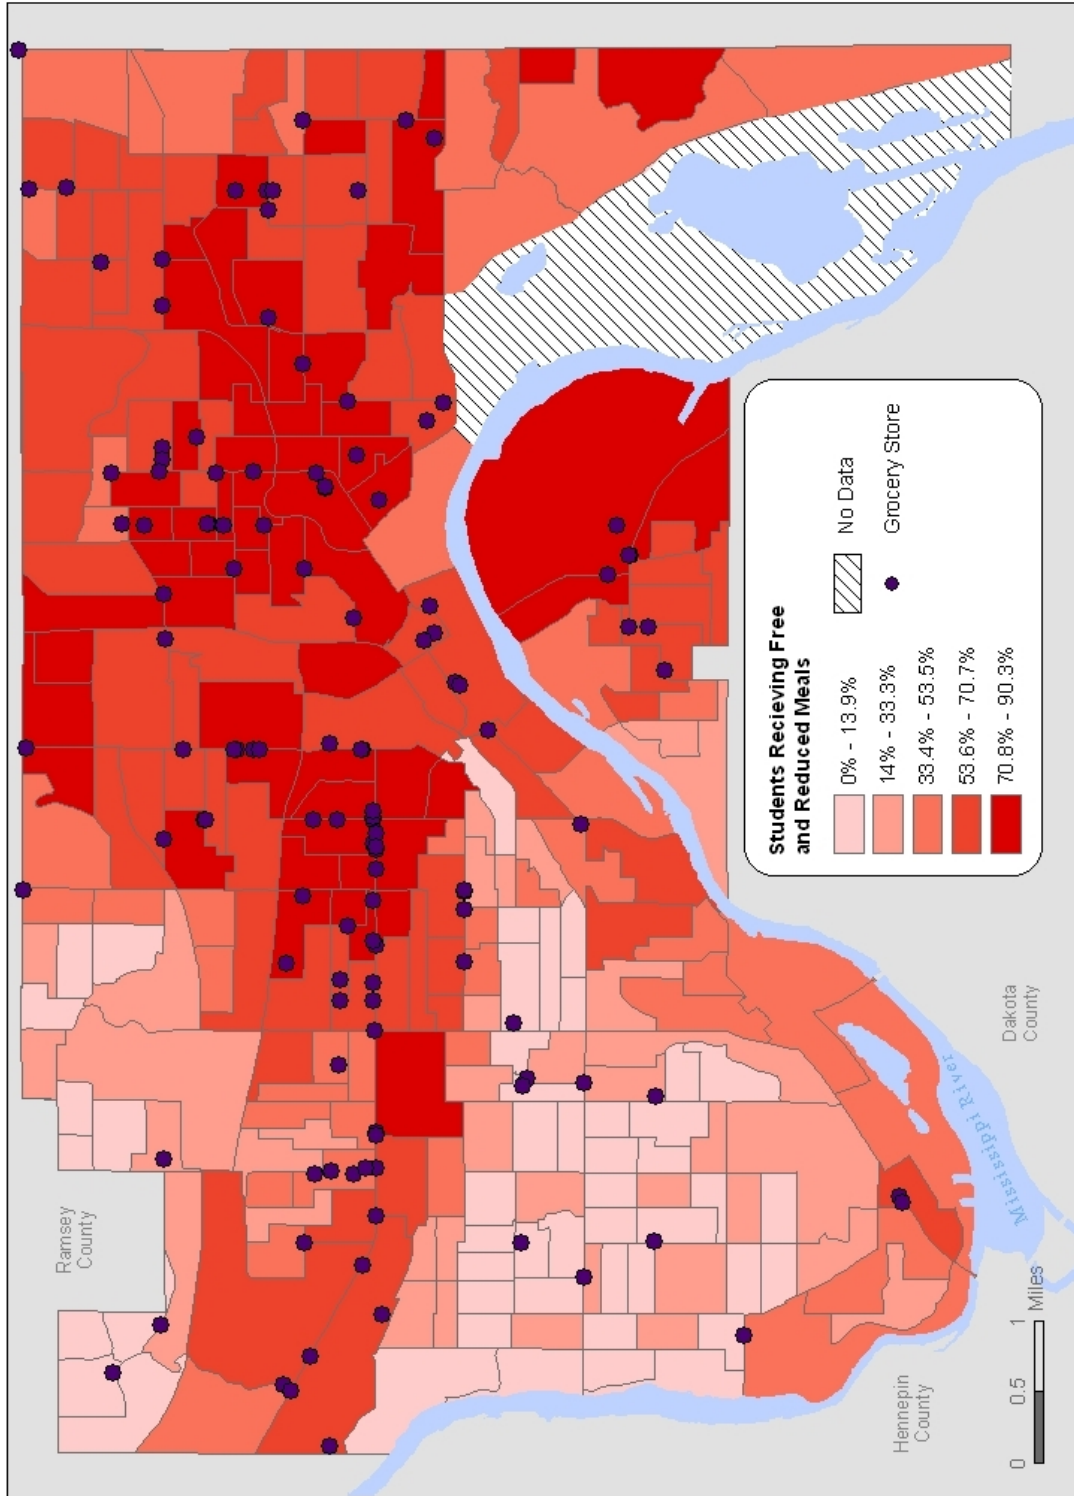 Ramsey
County
Students Recieving Free
and Reduced Meals
0% - 13.9%
14% - 33.3%
33.4% - 53.5%
53.6% - 70.7%
70.8% - 90.3%
No Data
Grocery Store
Hennepin
County
Dakota
County
Mississippi River
0 0.5 1
Miles